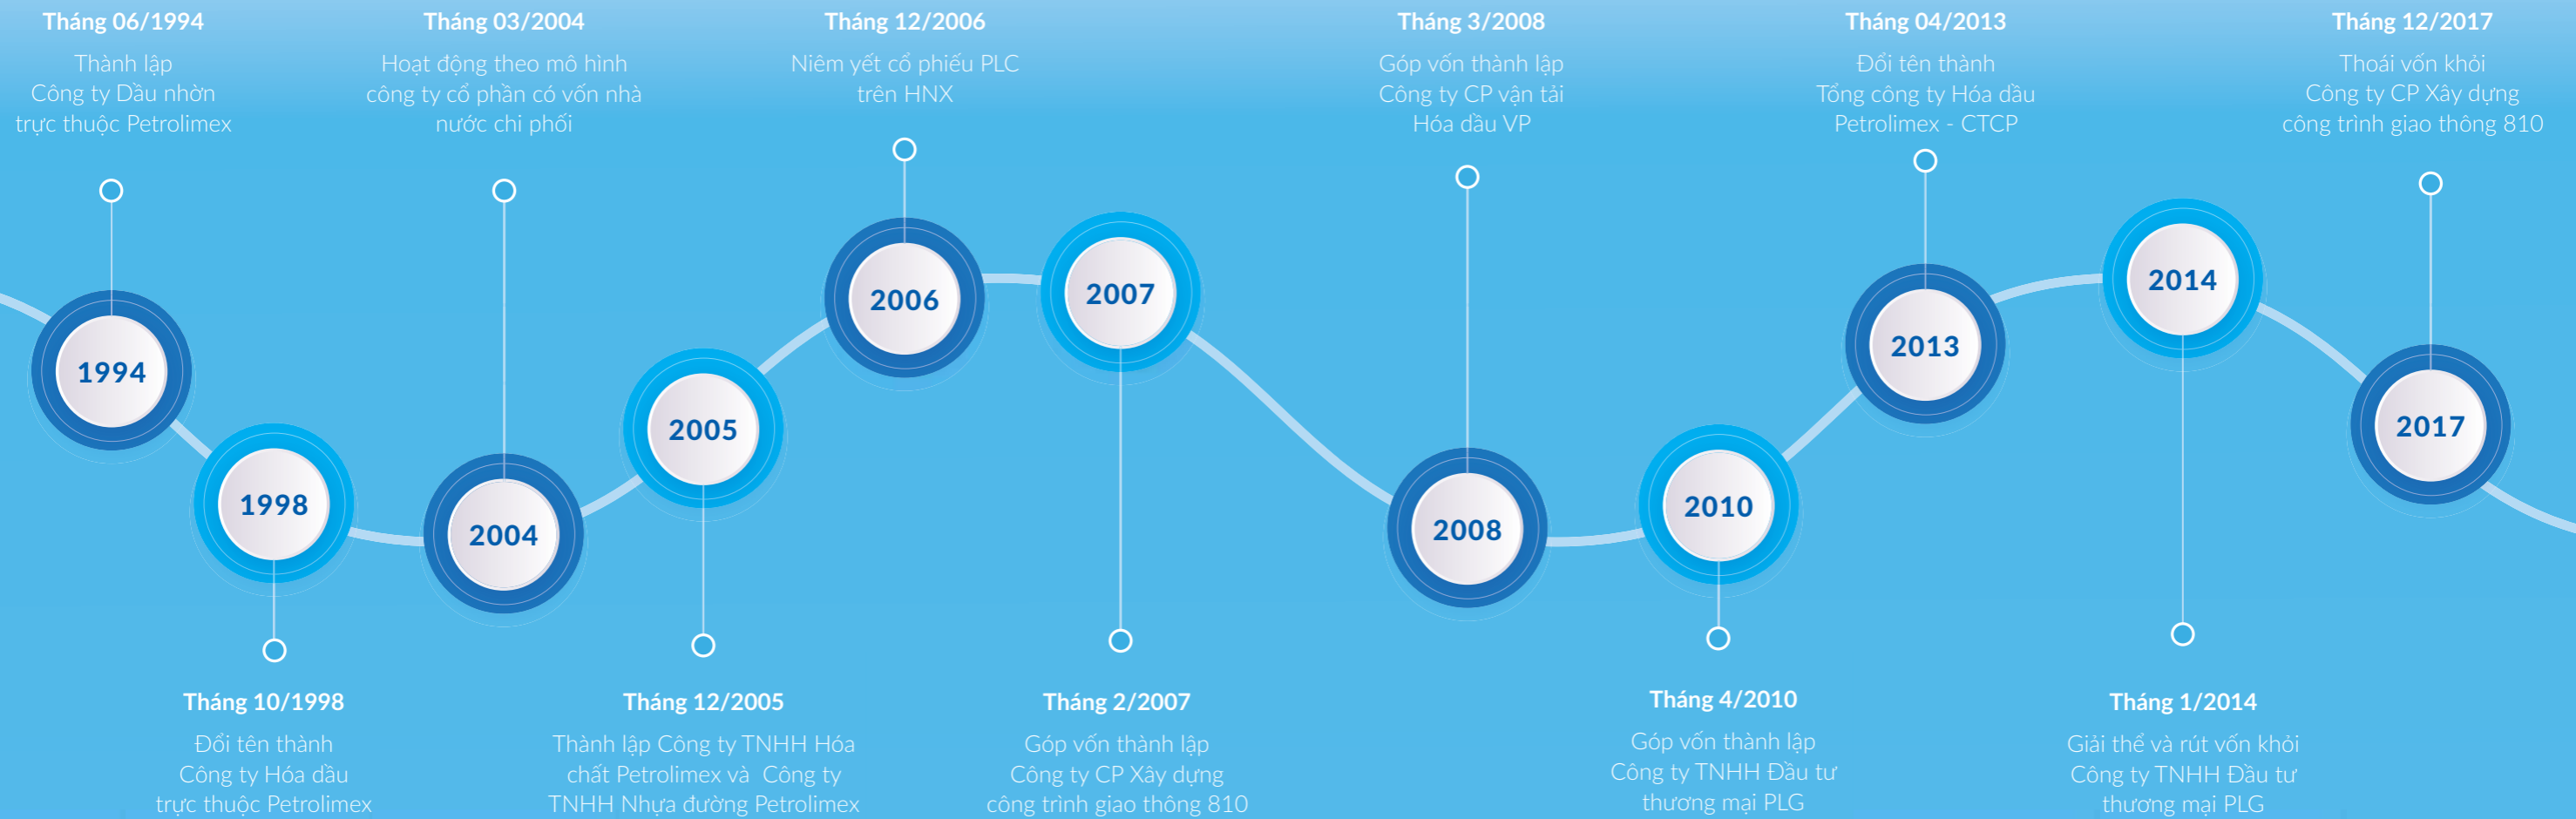 Tháng 06/1994
Thành lập
Công ty Dầu nhờn
trực thuộc Petrolimex
Tháng 03/2004
Hoạt động theo mô hình
công ty cổ phần có vốn nhà
nước chi phối
Tháng 12/2006
Niêm yết cổ phiếu PLC
trên HNX
Tháng 3/2008
Góp vốn thành lập
Công ty CP vận tải
Hóa dầu VP
Tháng 04/2013
Đổi tên thành
Tổng công ty Hóa dầu
Petrolimex - CTCP
Tháng 12/2017
Thoái vốn khỏi
Công ty CP Xây dựng
công trình giao thông 810
1994
1998
2004
2005
2006
2007
2008
2010
2013
2014
2017
Tháng 10/1998
Đổi tên thành
Công ty Hóa dầu
trực thuộc Petrolimex
Tháng 12/2005
Thành lập Công ty TNHH Hóa
chất Petrolimex và Công ty
TNHH Nhựa đường Petrolimex
Tháng 2/2007
Góp vốn thành lập
Công ty CP Xây dựng
công trình giao thông 810
Tháng 4/2010
Góp vốn thành lập
Công ty TNHH Đầu tư
thương mại PLG
Tháng 1/2014
Giải thể và rút vốn khỏi
Công ty TNHH Đầu tư
thương mại PLG